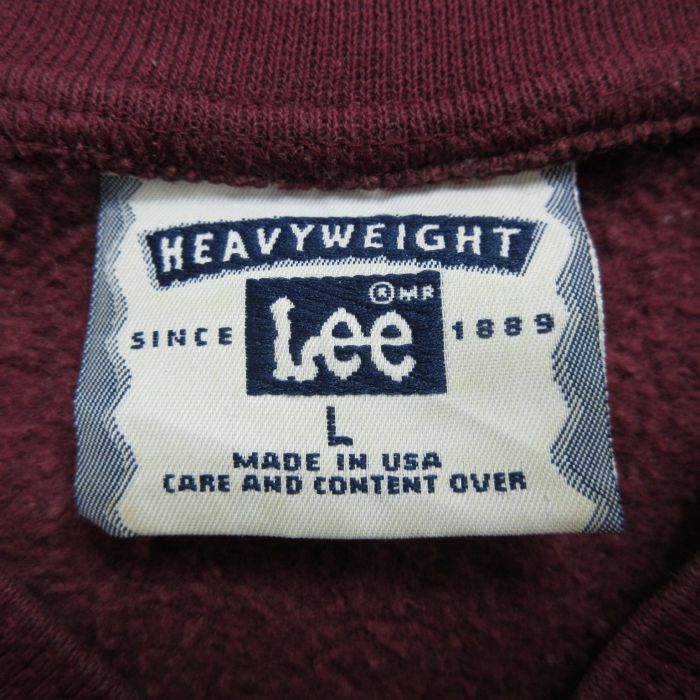 HEAVYWEIGHT
® MR
SINCE Lee 1889
L
MADE IN USA
CARE AND CONTENT OVER